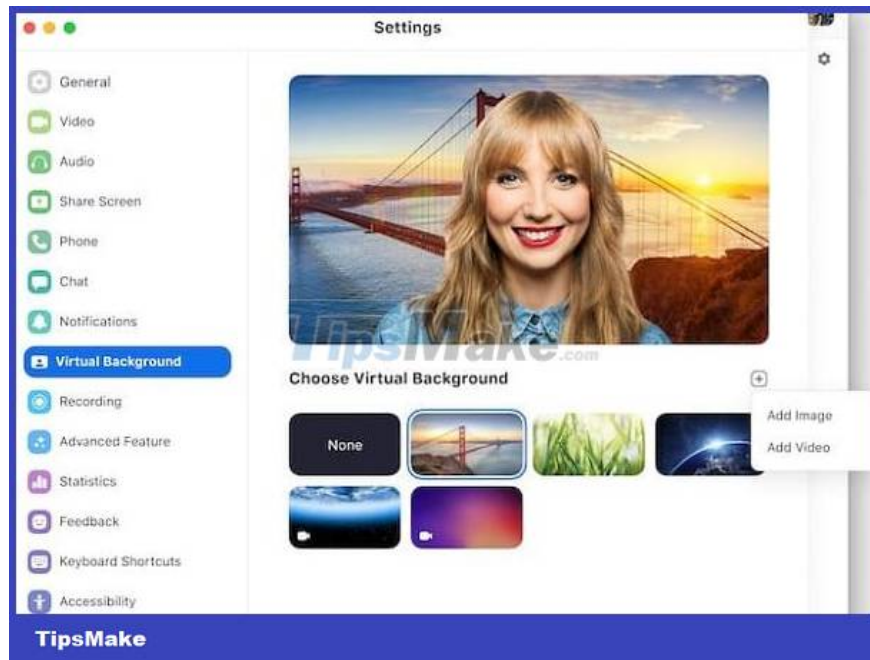 Settings
General
Video
Audio
Share Screen
Phone
Chat
Notifications
Virtual Background
Recording
Advanced Feature
Statistics
Feedback
Keyboard Shortcuts
Accessibility
TipsMake.com
Choose Virtual Background
Add Image
Add Video
None
TipsMake